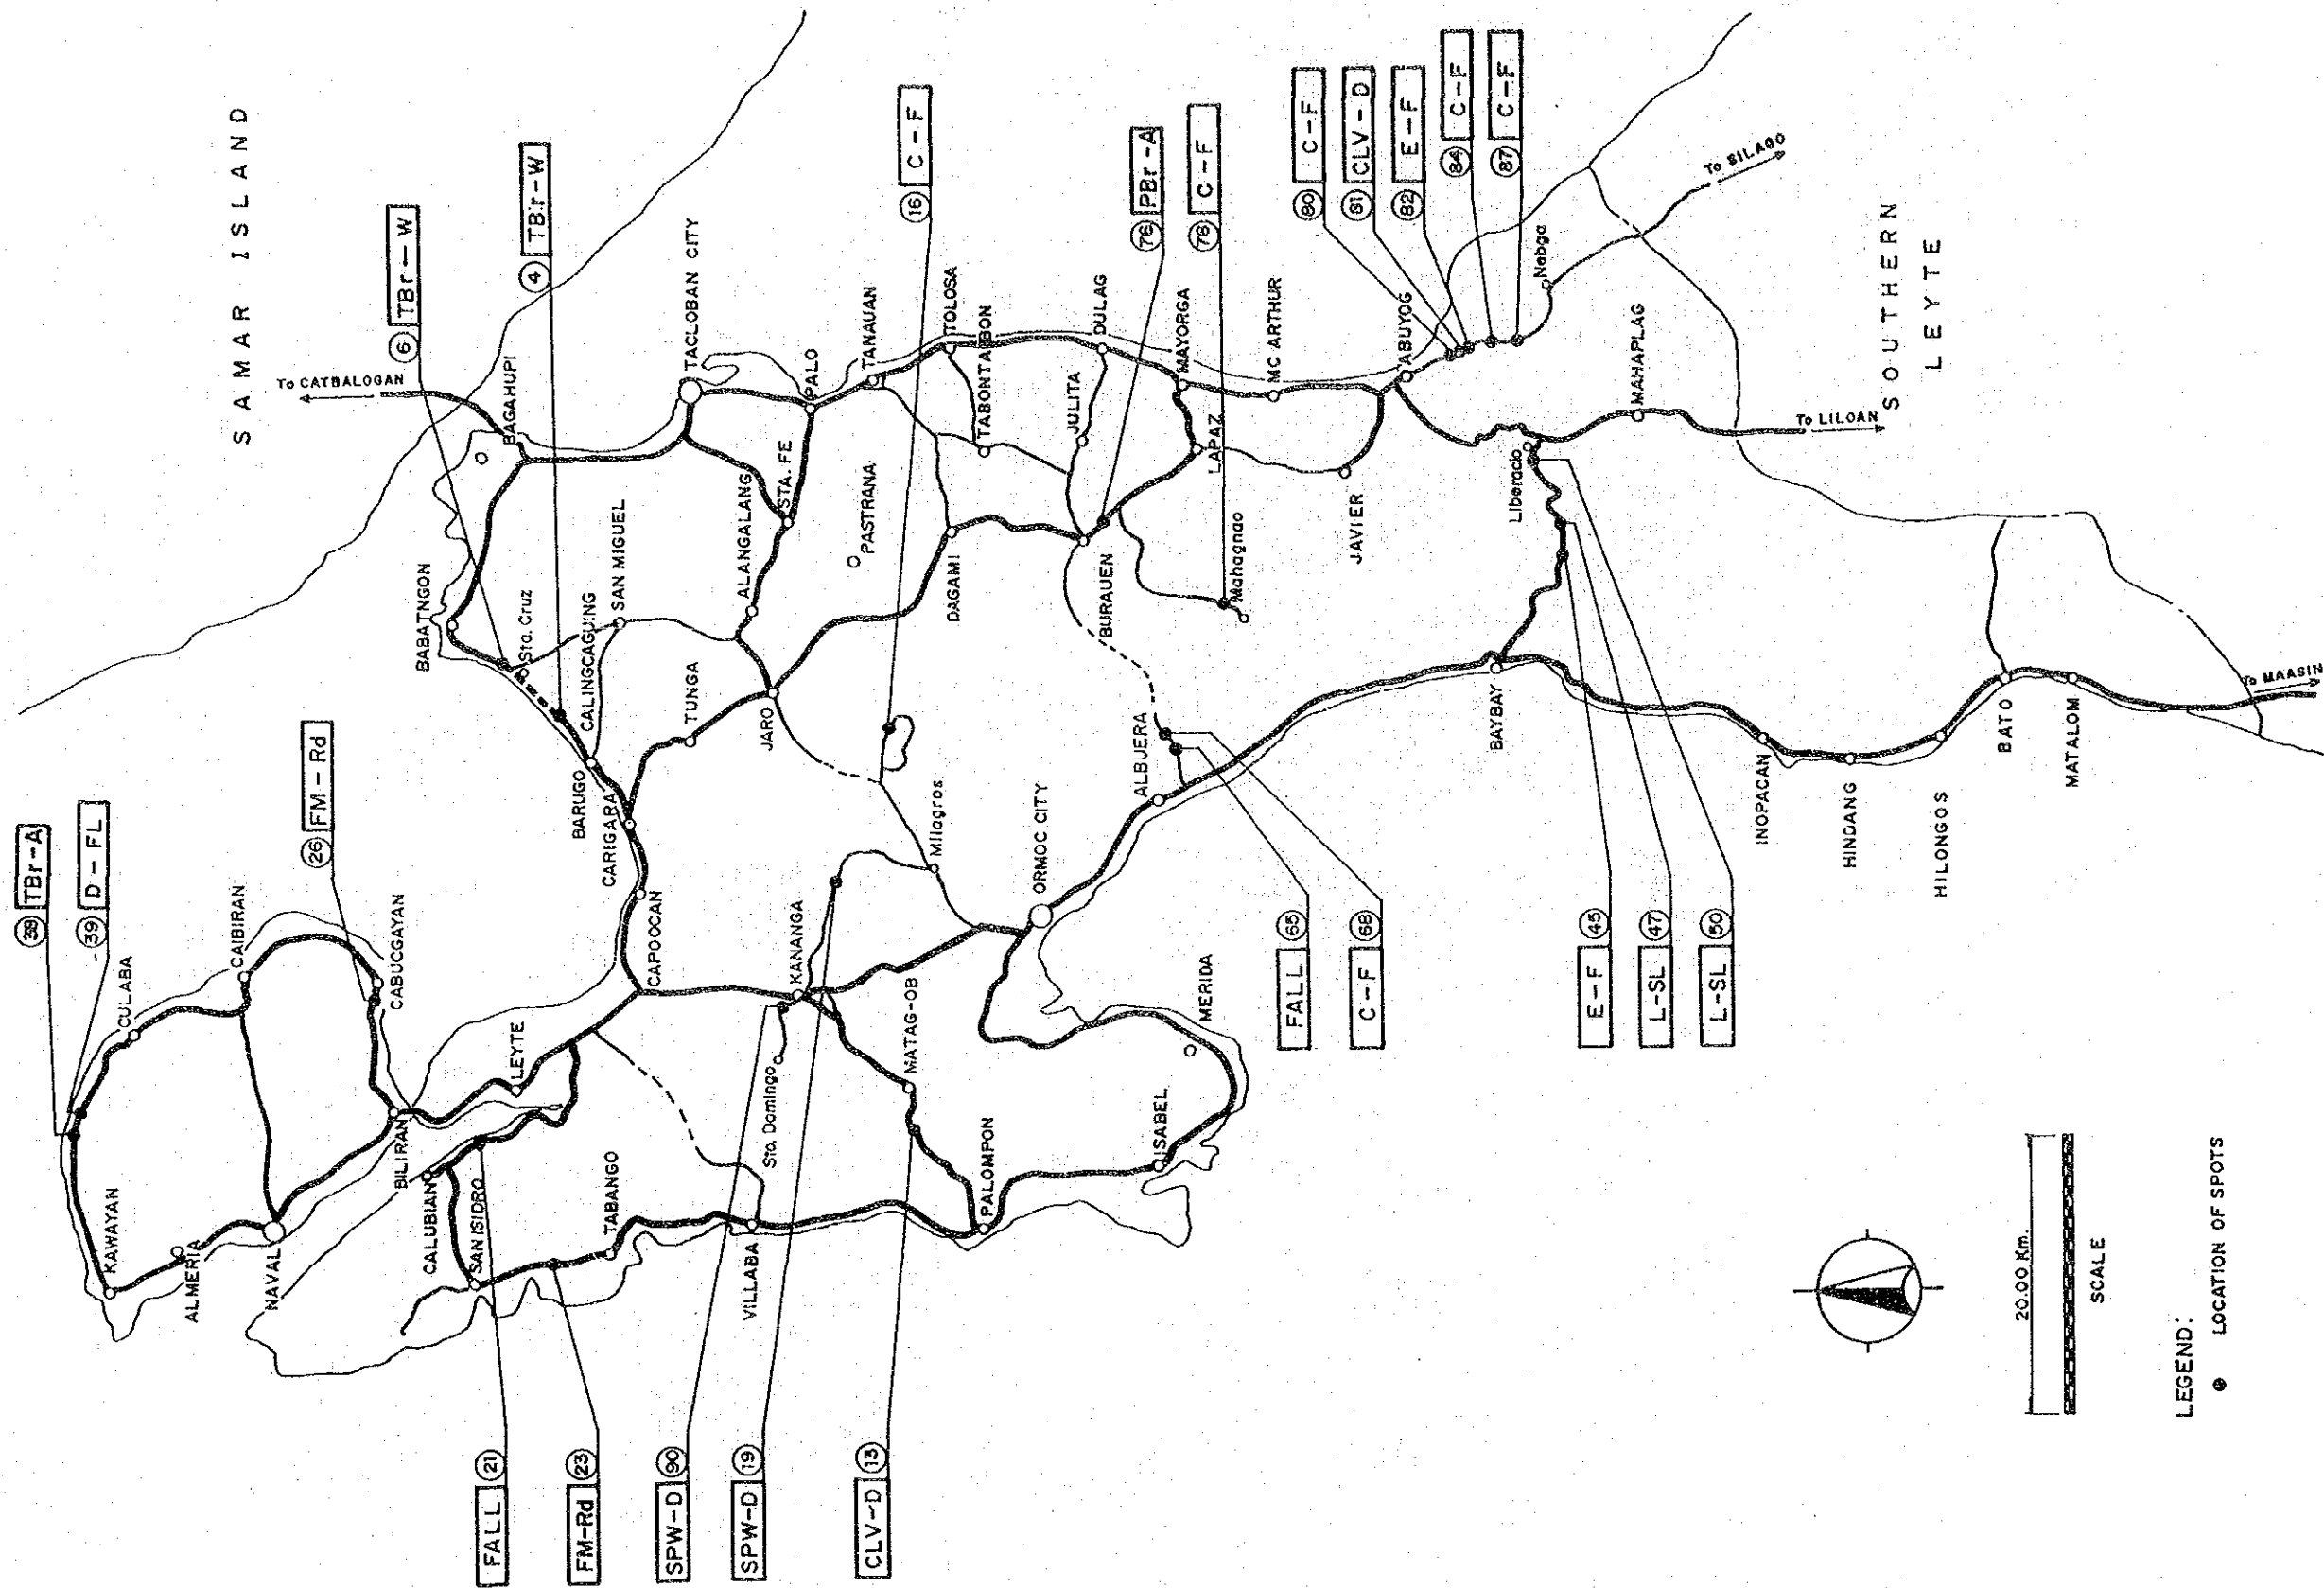 SAMAR ISLAND
To CATBALOGAN
6 TBr-W
4 TBr-W
16 C-F
76 PBr-A
78 C-F
80 C-F
81 CLV-D
82 E-F
84 C-F
87 C-F
To SILAGO
SOUTHERN
LEYTE
To LILOAN
To MAASIN
BAGAHUPI
TACLOBAN CITY
PALO
TANAUAN
TOLOSA
TABONTABON
DULAG
JULITA
MAYORGA
LAPAZ
MC ARTHUR
ABUYOG
Nebga
MAHAPLAG
Liberacio
JAVIER
Mahagnao
BURAUEN
DAGAMI
PASTRANA
STA. FE
ALANGALANG
SAN MIGUEL
BABATNGON
Sta. Cruz
CALINGCAGUING
TUNGA
JARO
BARUGO
CARIGARA
CAPOOCAN
Milagros
ORMOC CITY
ALBUERA
BAYBAY
INOPACAN
HINDANG
HILONGOS
BATO
MATALOM
38 TBr-A
39 D-FL
26 FM-Rd
CULABA
CAIBIRAN
CABUCGAYAN
KAWAYAN
ALMERIA
NAVAL
BILIRAN
LEYTE
CALUBIAN
SAN ISIDRO
TABANGO
VILLABA
KANANGA
Sto. Domingo
MATAG-OB
PALOMPON
ISABEL
MERIDA
FALL 65
C-F 68
E-F 45
L-SL 47
L-SL 50
FALL 21
FM-Rd 23
SPW-D 90
SPW-D 19
CLV-D 13
20.00 Km.
SCALE
LEGEND:
LOCATION OF SPOTS